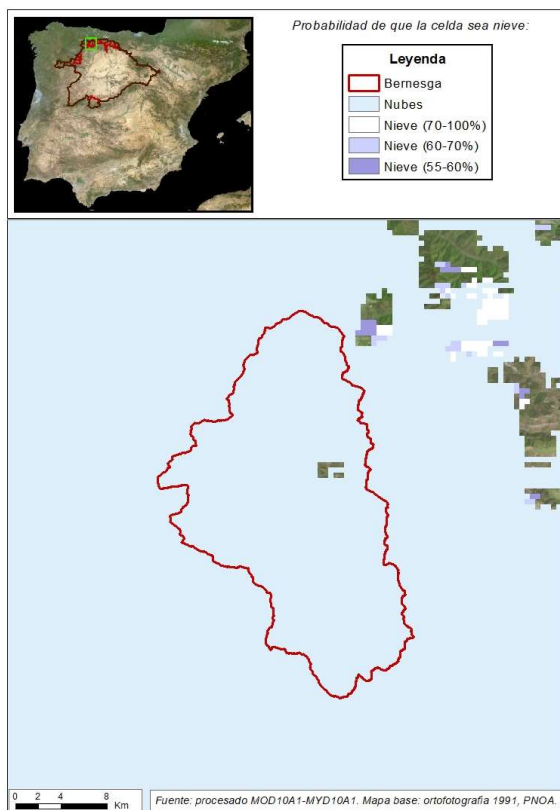 Probabilidad de que la celda sea nieve:
Leyenda
Bernesga
Nubes
Nieve (70-100%)
Nieve (60-70%)
Nieve (55-60%)
0 2 4 8
Km
Fuente: procesado MOD10A1-MYD10A1. Mapa base: ortofotografia 1991, PNOA